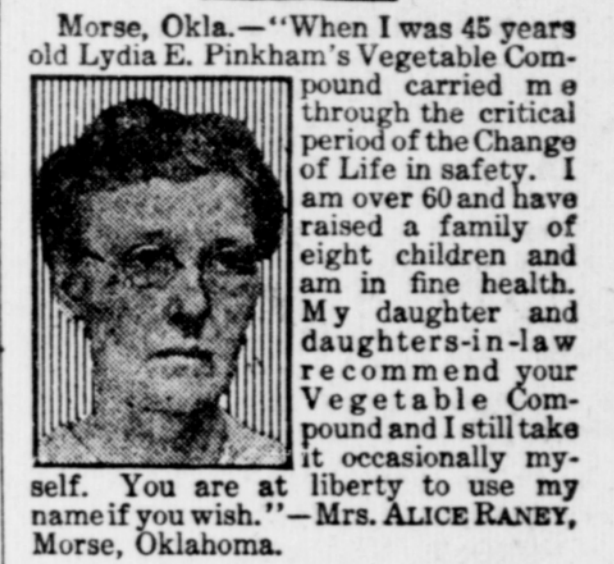 Morse, Okla.—"When I was 45 years
old Lydia E. Pinkham's Vegetable Com-
pound carried me
through the critical
period of the Change
of Life in safety. I
am over 60 and have
raised a family of
eight children and
am in fine health.
My daughter and
daughters-in-law
recommend your
Vegetable Com-
pound and I still take
it occasionally my-
self. You are at liberty to use my
name if you wish."—Mrs. ALICE RANEY,
Morse, Oklahoma.